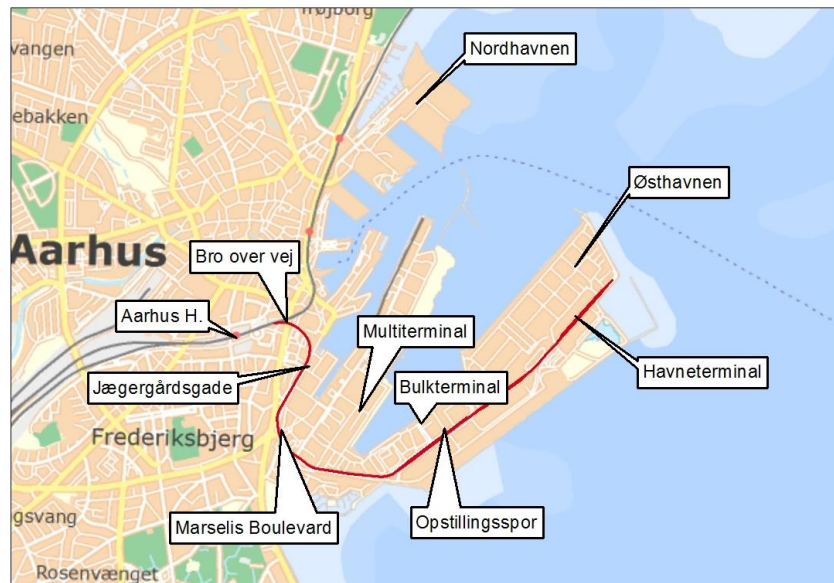 Trøjborg
vangen
Nordhavnen
ebakken
Østhavnen
Aarhus
Bro over vej
Aarhus H.
Multiterminal
Jægergårdsgade
Bulkterminal
Havneterminal
Frederiksbjerg
Marselis Boulevard
Opstillingsspor
gsvang
Rosenvænget